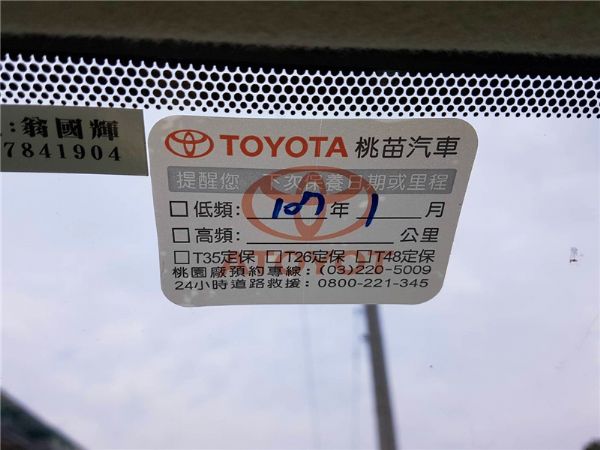 :翁國輝
7841904
TOYOTA 桃苗汽車
提醒您 下次保養日期或里程
□低頻: 107年 1 月
□高頻: 公里
□T35定保 □T26定保 □T48定保
桃園廠預約專線: (03)220-5009
24小時道路救援: 0800-221-345